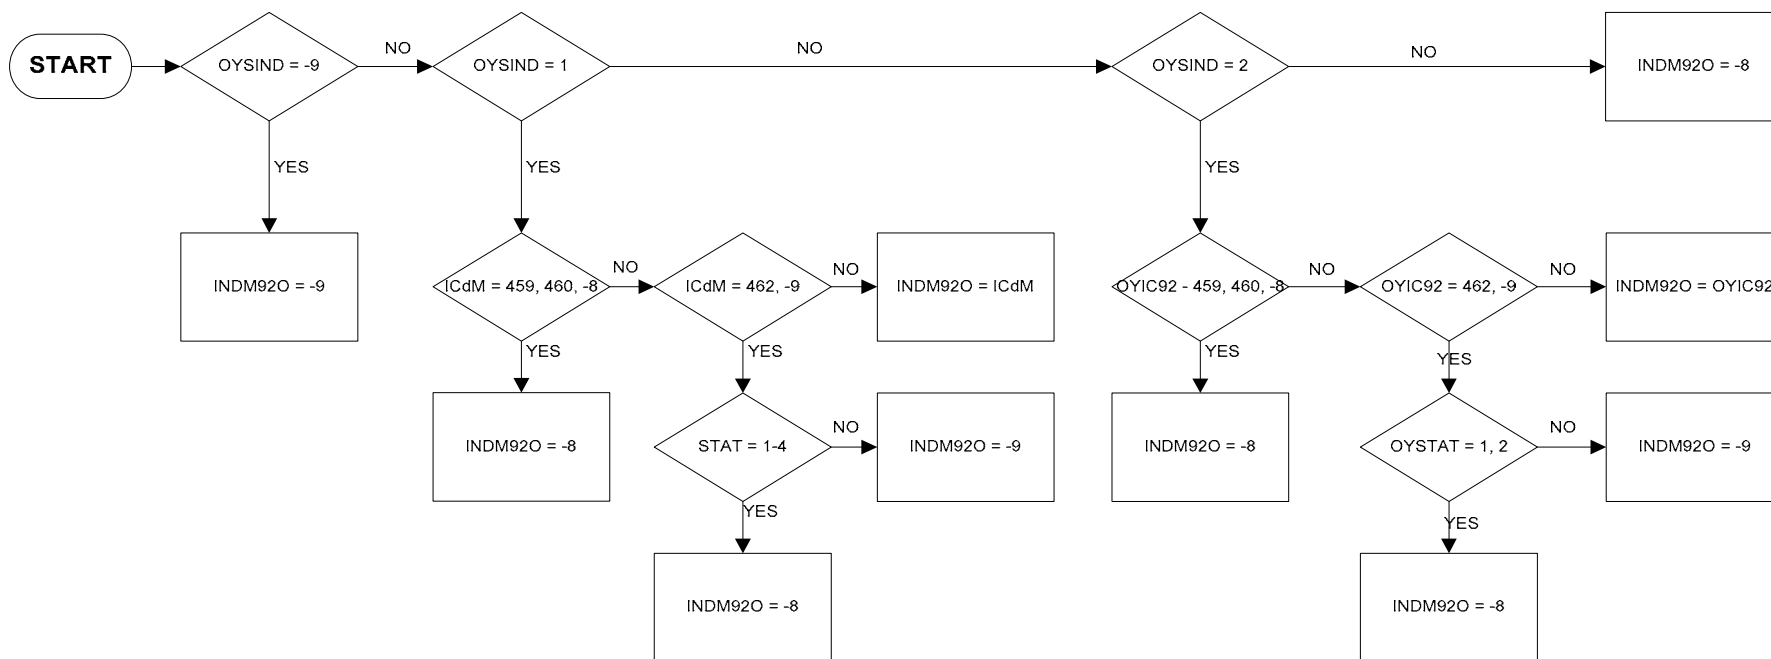 NO
NO
NO
START
OYSIND = -9
OYSIND = 1
OYSIND = 2
INDM92O = -8
YES
YES
YES
NO
NO
NO
NO
INDM92O = -9
ICdM = 459, 460, -8
ICdM = 462, -9
INDM92O = ICdM
OYIC92 - 459, 460, -8
OYIC92 = 462, -9
INDM92O = OYIC92
YES
YES
YES
YES
NO
NO
INDM92O = -8
STAT = 1-4
INDM92O = -9
INDM92O = -8
OYSTAT = 1, 2
INDM92O = -9
YES
YES
INDM92O = -8
INDM92O = -8